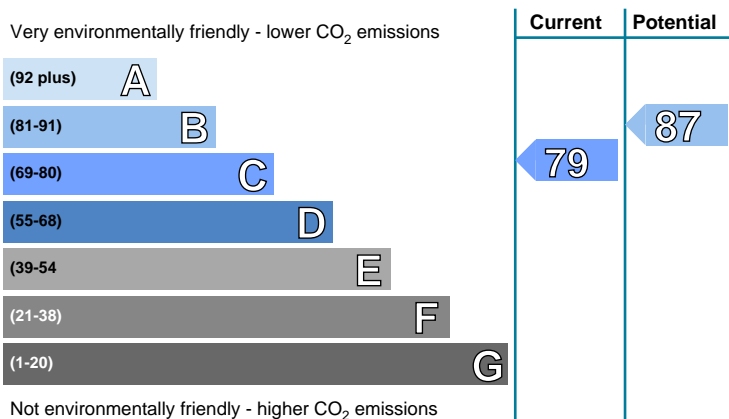 Current Potential
Very environmentally friendly - lower CO2 emissions
(92 plus) A
(81-91) B
87
(69-80) C
79
(55-68) D
(39-54 E
(21-38) F
(1-20) G
Not environmentally friendly - higher CO2 emissions